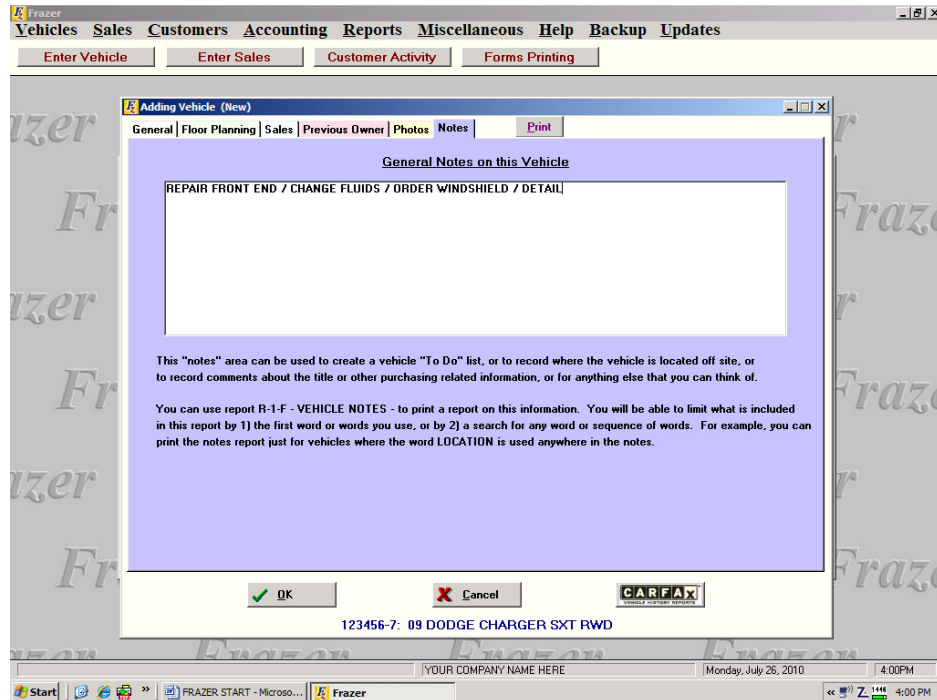 Frazer
Vehicles Sales Customers Accounting Reports Miscellaneous Help Backup Updates
Enter Vehicle Enter Sales Customer Activity Forms Printing
Adding Vehicle (New)
General Floor Planning Sales Previous Owner Photos Notes Print
General Notes on this Vehicle
REPAIR FRONT END / CHANGE FLUIDS / ORDER WINDSHIELD / DETAIL
This "notes" area can be used to create a vehicle "To Do" list, or to record where the vehicle is located off site, or
to record comments about the title or other purchasing related information, or for anything else that you can think of.
You can use report R-1-F - VEHICLE NOTES - to print a report on this information. You will be able to limit what is included
in this report by 1) the first word or words you use, or by 2) a search for any word or sequence of words. For example, you can
print the notes report just for vehicles where the word LOCATION is used anywhere in the notes.
OK Cancel CARFAX
VEHICLE HISTORY REPORTS
123456-7: 09 DODGE CHARGER SXT RWD
YOUR COMPANY NAME HERE Monday, July 26, 2010 4:00PM
Start FRAZER START - Microso... Frazer 4:00 PM